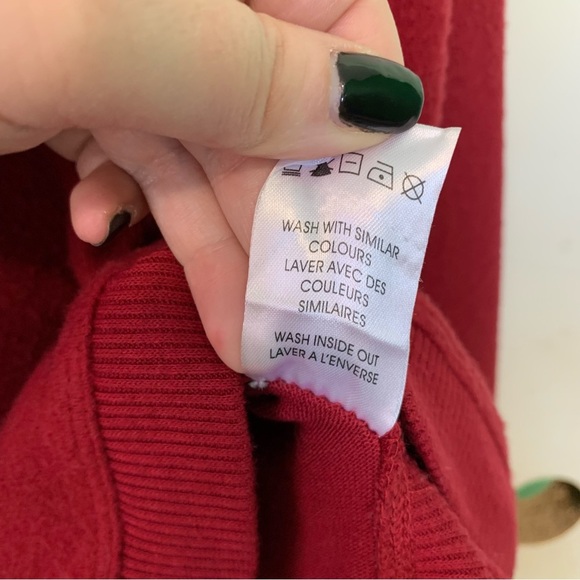 WASH WITH SIMILAR
COLOURS
LAVER AVEC DES
COULEURS
SIMILAIRES
WASH INSIDE OUT
LAVER A L'ENVERSE